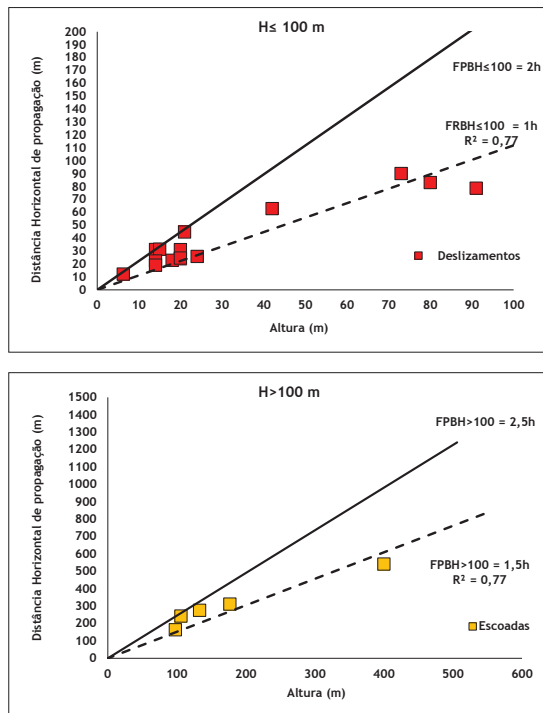 H≤ 100 m
Distância Horizontal de propagação (m)
200
190
180
170
160
150
140
130
120
110
100
90
80
70
60
50
40
30
20
10
0
FPBH≤100 = 2h
FRBH≤100 = 1h
R² = 0,77
Deslizamentos
0 10 20 30 40 50 60 70 80 90 100
Altura (m)
H>100 m
Distância Horizontal de propagação (m)
1500
1400
1300
1200
1100
1000
900
800
700
600
500
400
300
200
100
0
FPBH>100 = 2,5h
FPBH>100 = 1,5h
R² = 0,77
Escoadas
0 100 200 300 400 500 600
Altura (m)